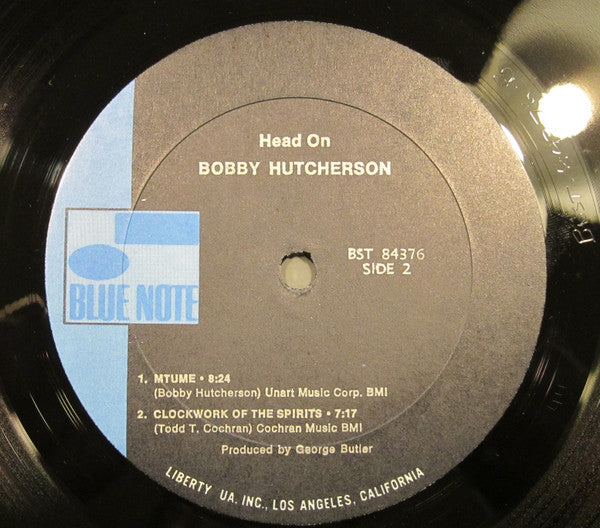 Head On
BOBBY HUTCHERSON
BST 84376
SIDE 2
BLUE NOTE
1. MTUME • 8:24
(Bobby Hutcherson) Unart Music Corp. BMI
2. CLOCKWORK OF THE SPIRITS • 7:17
(Todd T. Cochran) Cochran Music BMI
Produced by George Butler
LIBERTY UA, INC., LOS ANGELES, CALIFORNIA